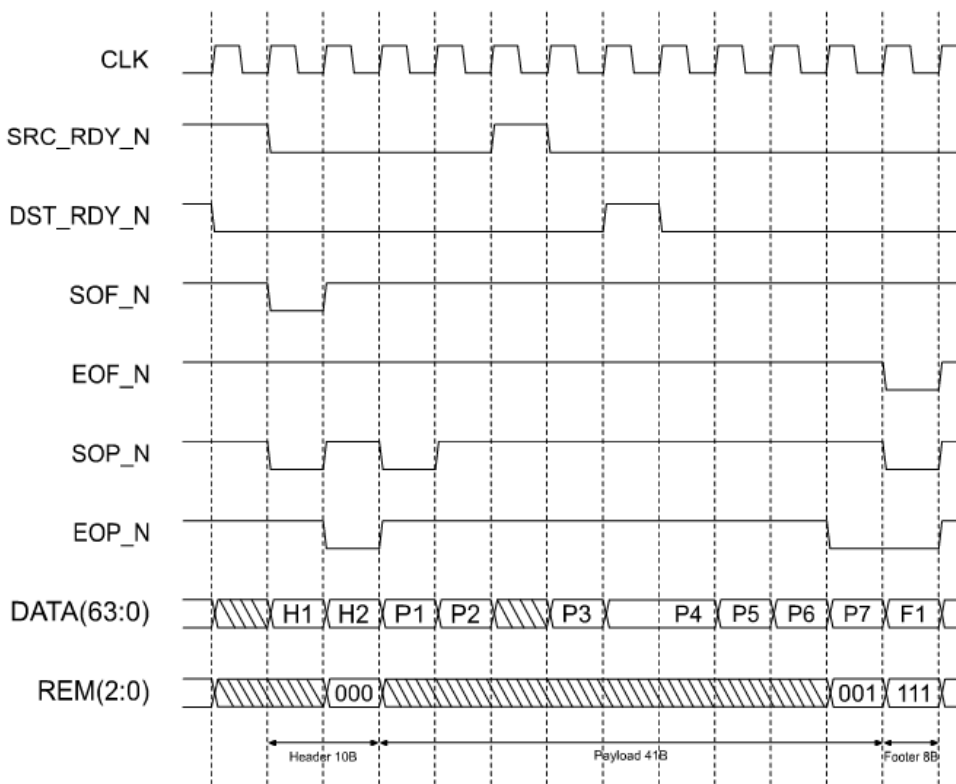 CLK
SRC_RDY_N
DST_RDY_N
SOF_N
EOF_N
SOP_N
EOP_N
DATA(63:0) H1 H2 P1 P2 P3 P4 P5 P6 P7 F1
REM(2:0) 000 001 111
Header 10B Payload 41B Footer 8B